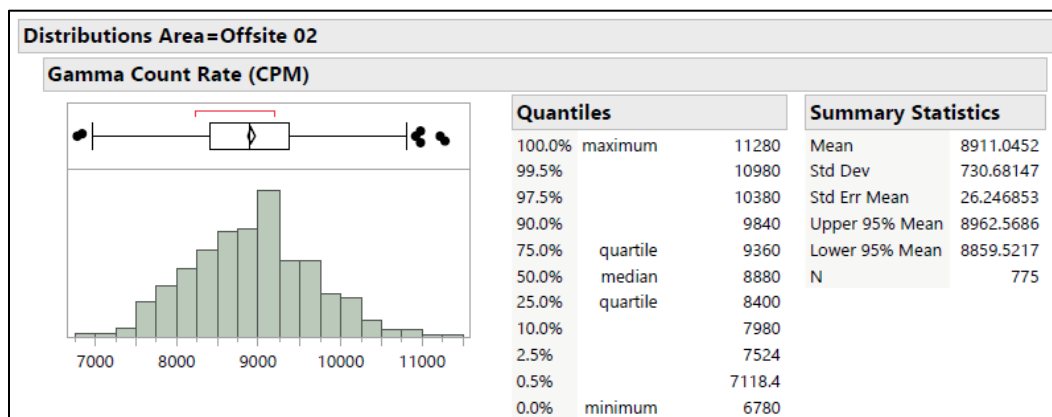 Distributions Area=Offsite 02
Gamma Count Rate (CPM)
7000 8000 9000 10000 11000
Quantiles
100.0% maximum 11280
99.5% 10980
97.5% 10380
90.0% 9840
75.0% quartile 9360
50.0% median 8880
25.0% quartile 8400
10.0% 7980
2.5% 7524
0.5% 7118.4
0.0% minimum 6780
Summary Statistics
Mean 8911.0452
Std Dev 730.68147
Std Err Mean 26.246853
Upper 95% Mean 8962.5686
Lower 95% Mean 8859.5217
N 775